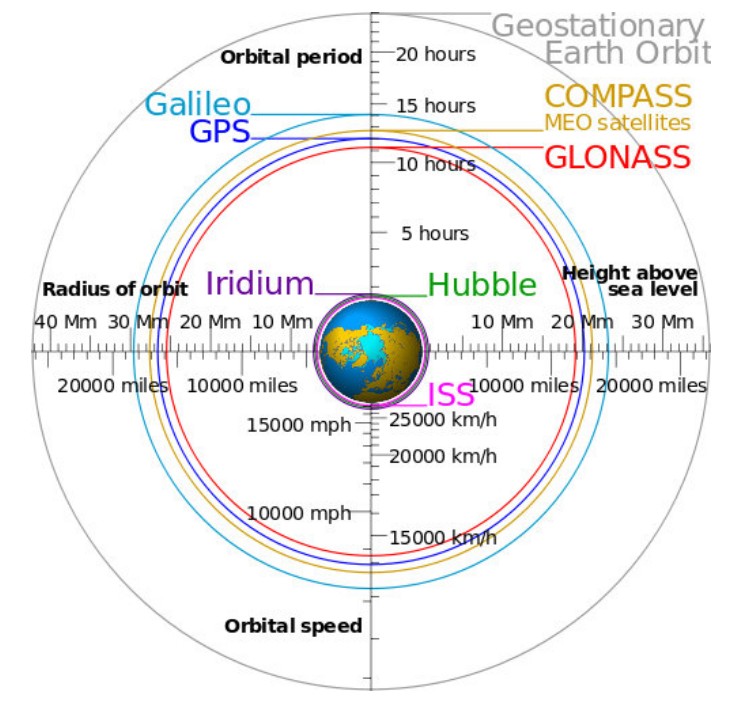 Geostationary
Earth Orbit
Orbital period
20 hours
15 hours
Galileo
COMPASS
MEO satellites
GPS
GLONASS
10 hours
5 hours
Radius of orbit
Iridium
Hubble
Height above
sea level
40 Mm 30 Mm 20 Mm 10 Mm
10 Mm 20 Mm 30 Mm
20000 miles 10000 miles
10000 miles 20000 miles
ISS
15000 mph
25000 km/h
20000 km/h
10000 mph
15000 km/h
Orbital speed